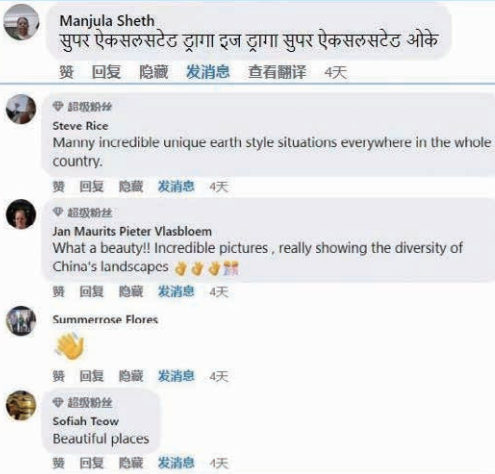 Manjula Sheth
सुपर ऐकसलसटेड ड्रागा इज ड्रागा सुपर ऐकसलसटेड ओके
赞 回复 隐藏 发消息 查看翻译 4天
超级粉丝
Steve Rice
Manny incredible unique earth style situations everywhere in the whole
country.
赞 回复 隐藏 发消息 4天
超级粉丝
Jan Maurits Pieter Vlasbloem
What a beauty!! Incredible pictures , really showing the diversity of
China's landscapes 👌👌👌🎊
赞 回复 隐藏 发消息 4天
Summerrose Flores
👋
赞 回复 隐藏 发消息 4天
超级粉丝
Sofiah Teow
Beautiful places
赞 回复 隐藏 发消息 4天